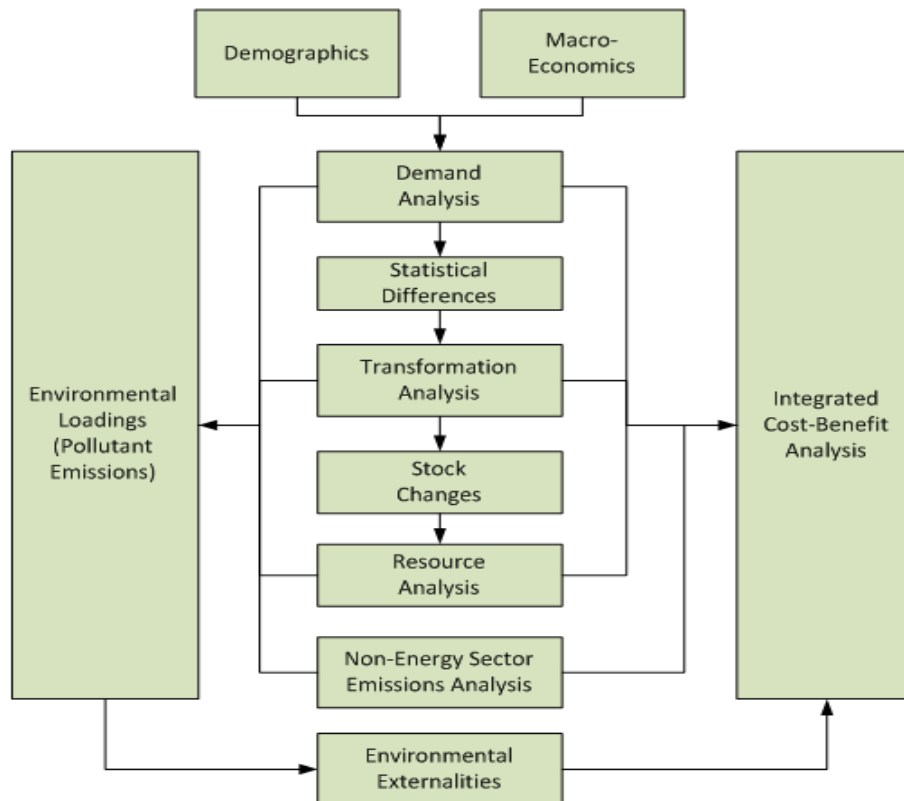 Demographics
Macro-
Economics
Demand
Analysis
Statistical
Differences
Transformation
Analysis
Environmental
Loadings
(Pollutant
Emissions)
Integrated
Cost-Benefit
Analysis
Stock
Changes
Resource
Analysis
Non-Energy Sector
Emissions Analysis
Environmental
Externalities